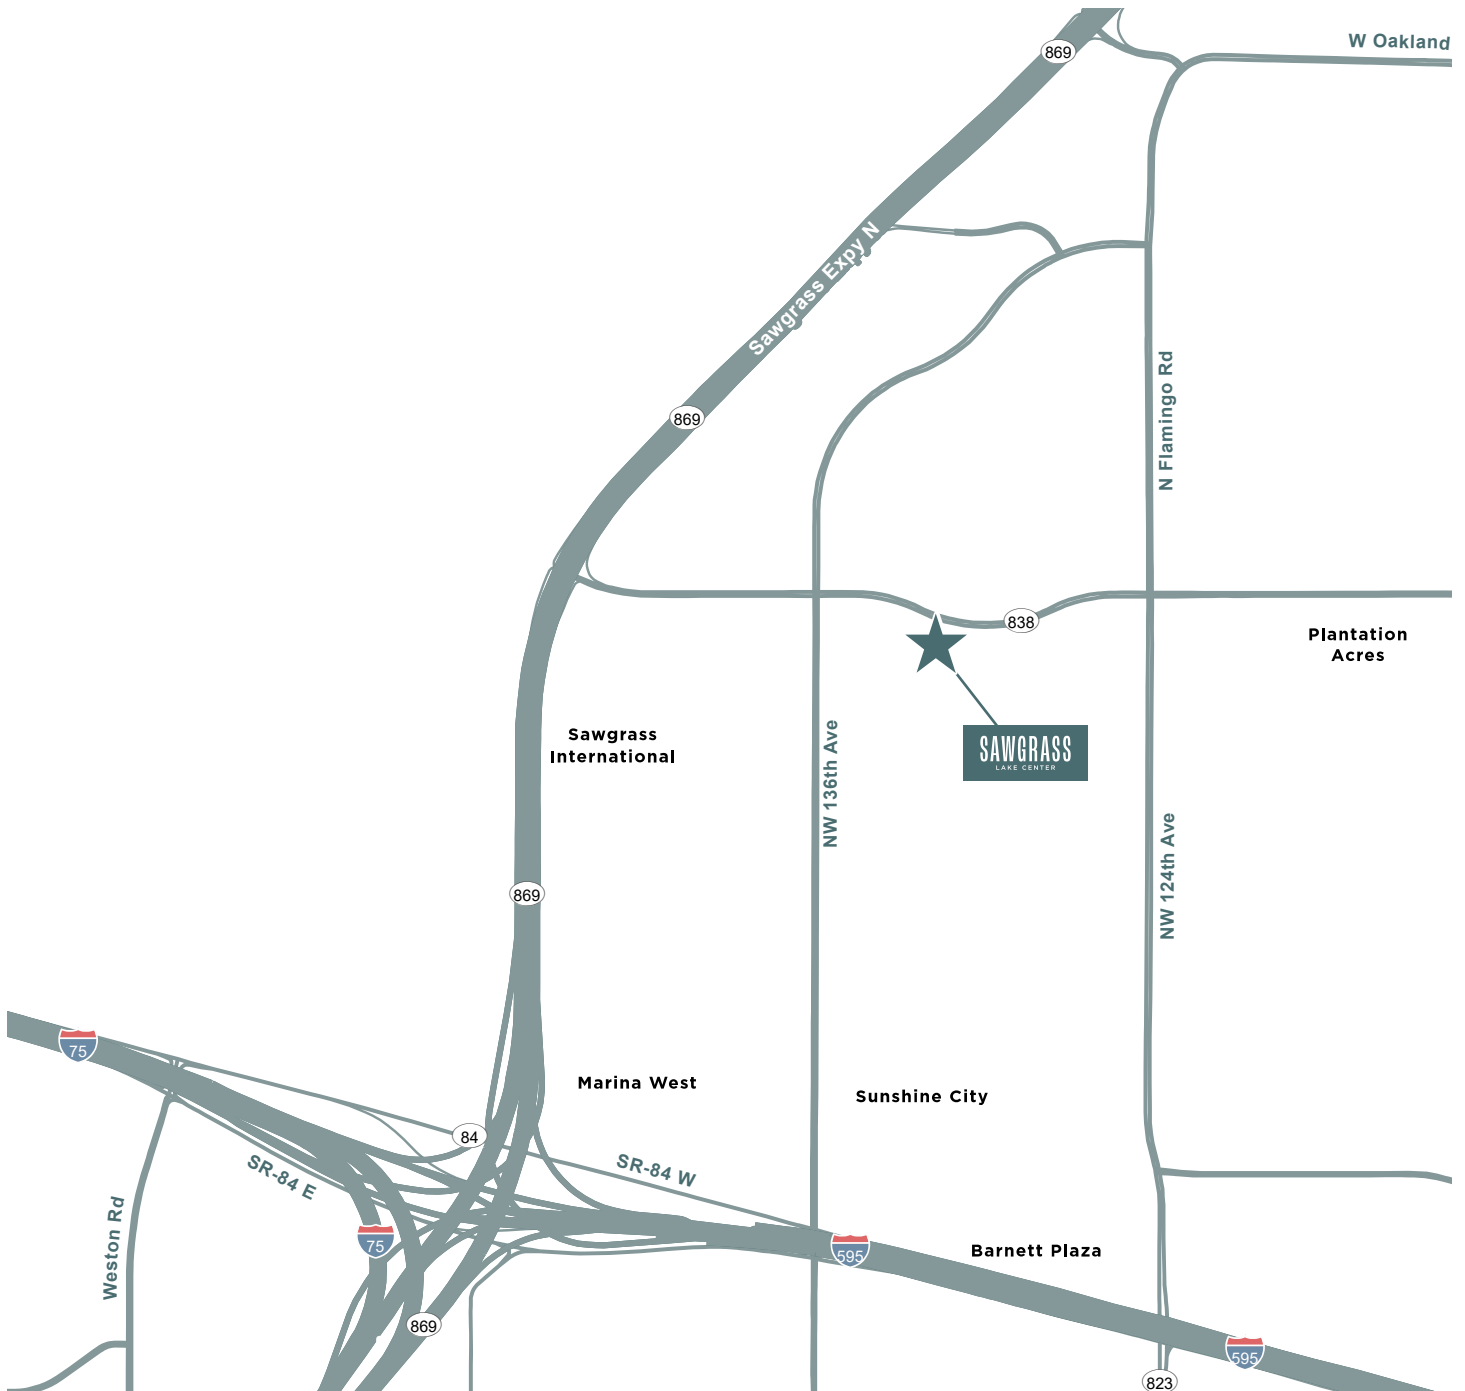 W Oakland
869
Sawgrass Expy N
869
N Flamingo Rd
838
Plantation
Acres
Sawgrass
International
SAWGRASS
LAKE CENTER
NW 136th Ave
NW 124th Ave
869
75
Marina West
Sunshine City
84
SR-84 E
SR-84 W
Weston Rd
75
595
Barnett Plaza
869
595
823